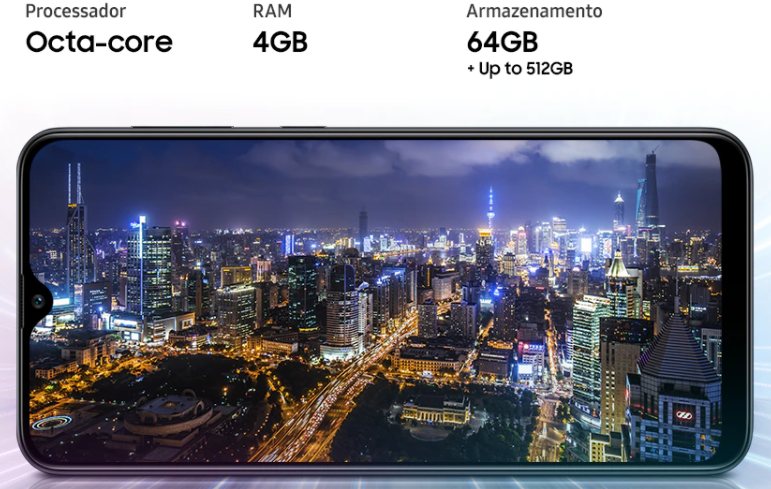 Processador
Octa-core
RAM
4GB
Armazenamento
64GB
+ Up to 512GB